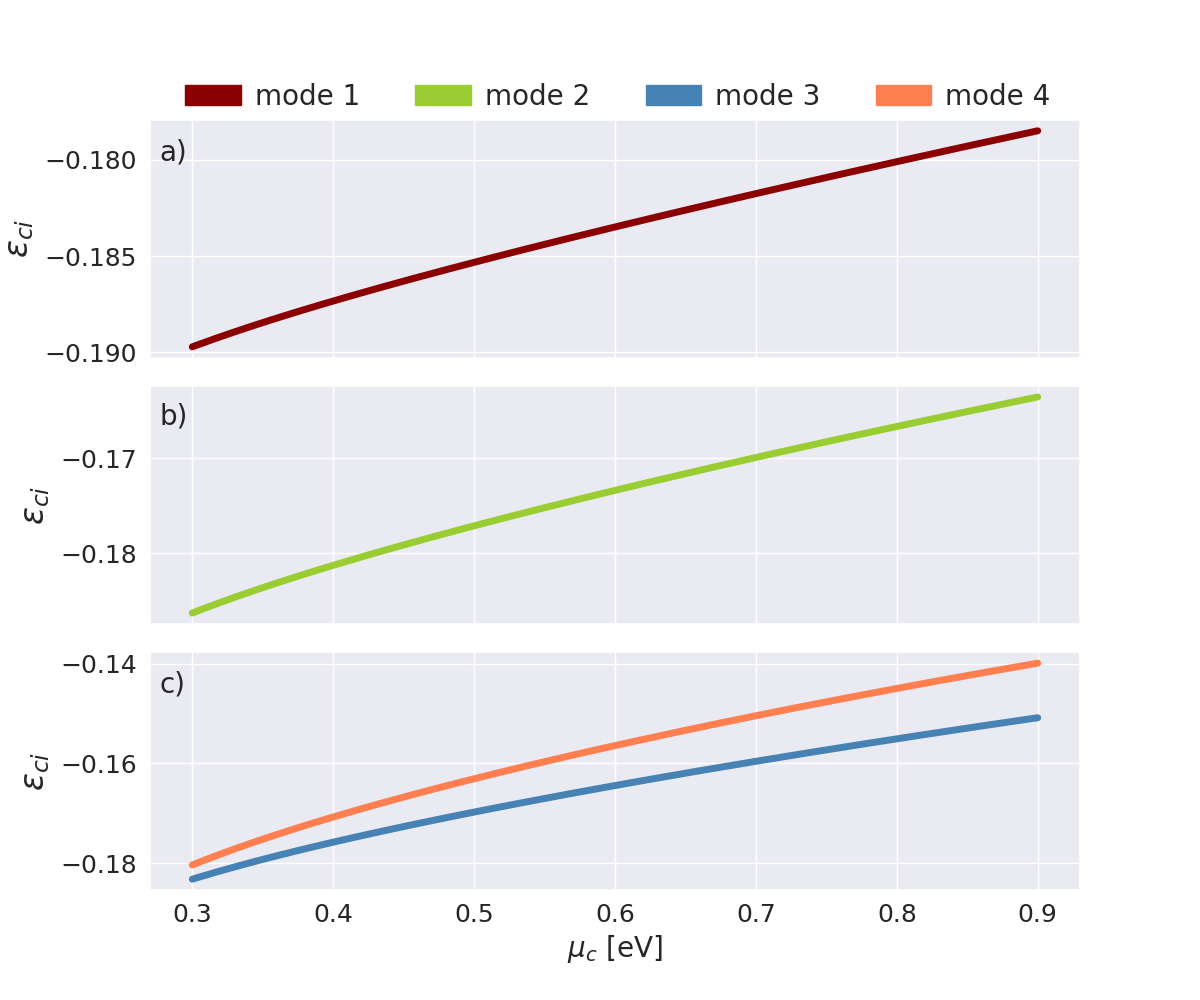 mode 1 mode 2 mode 3 mode 4
a)
−0.180
−0.185
−0.190
ε_ci
b)
−0.17
−0.18
ε_ci
c)
−0.14
−0.16
−0.18
ε_ci
0.3 0.4 0.5 0.6 0.7 0.8 0.9
μ_c [eV]